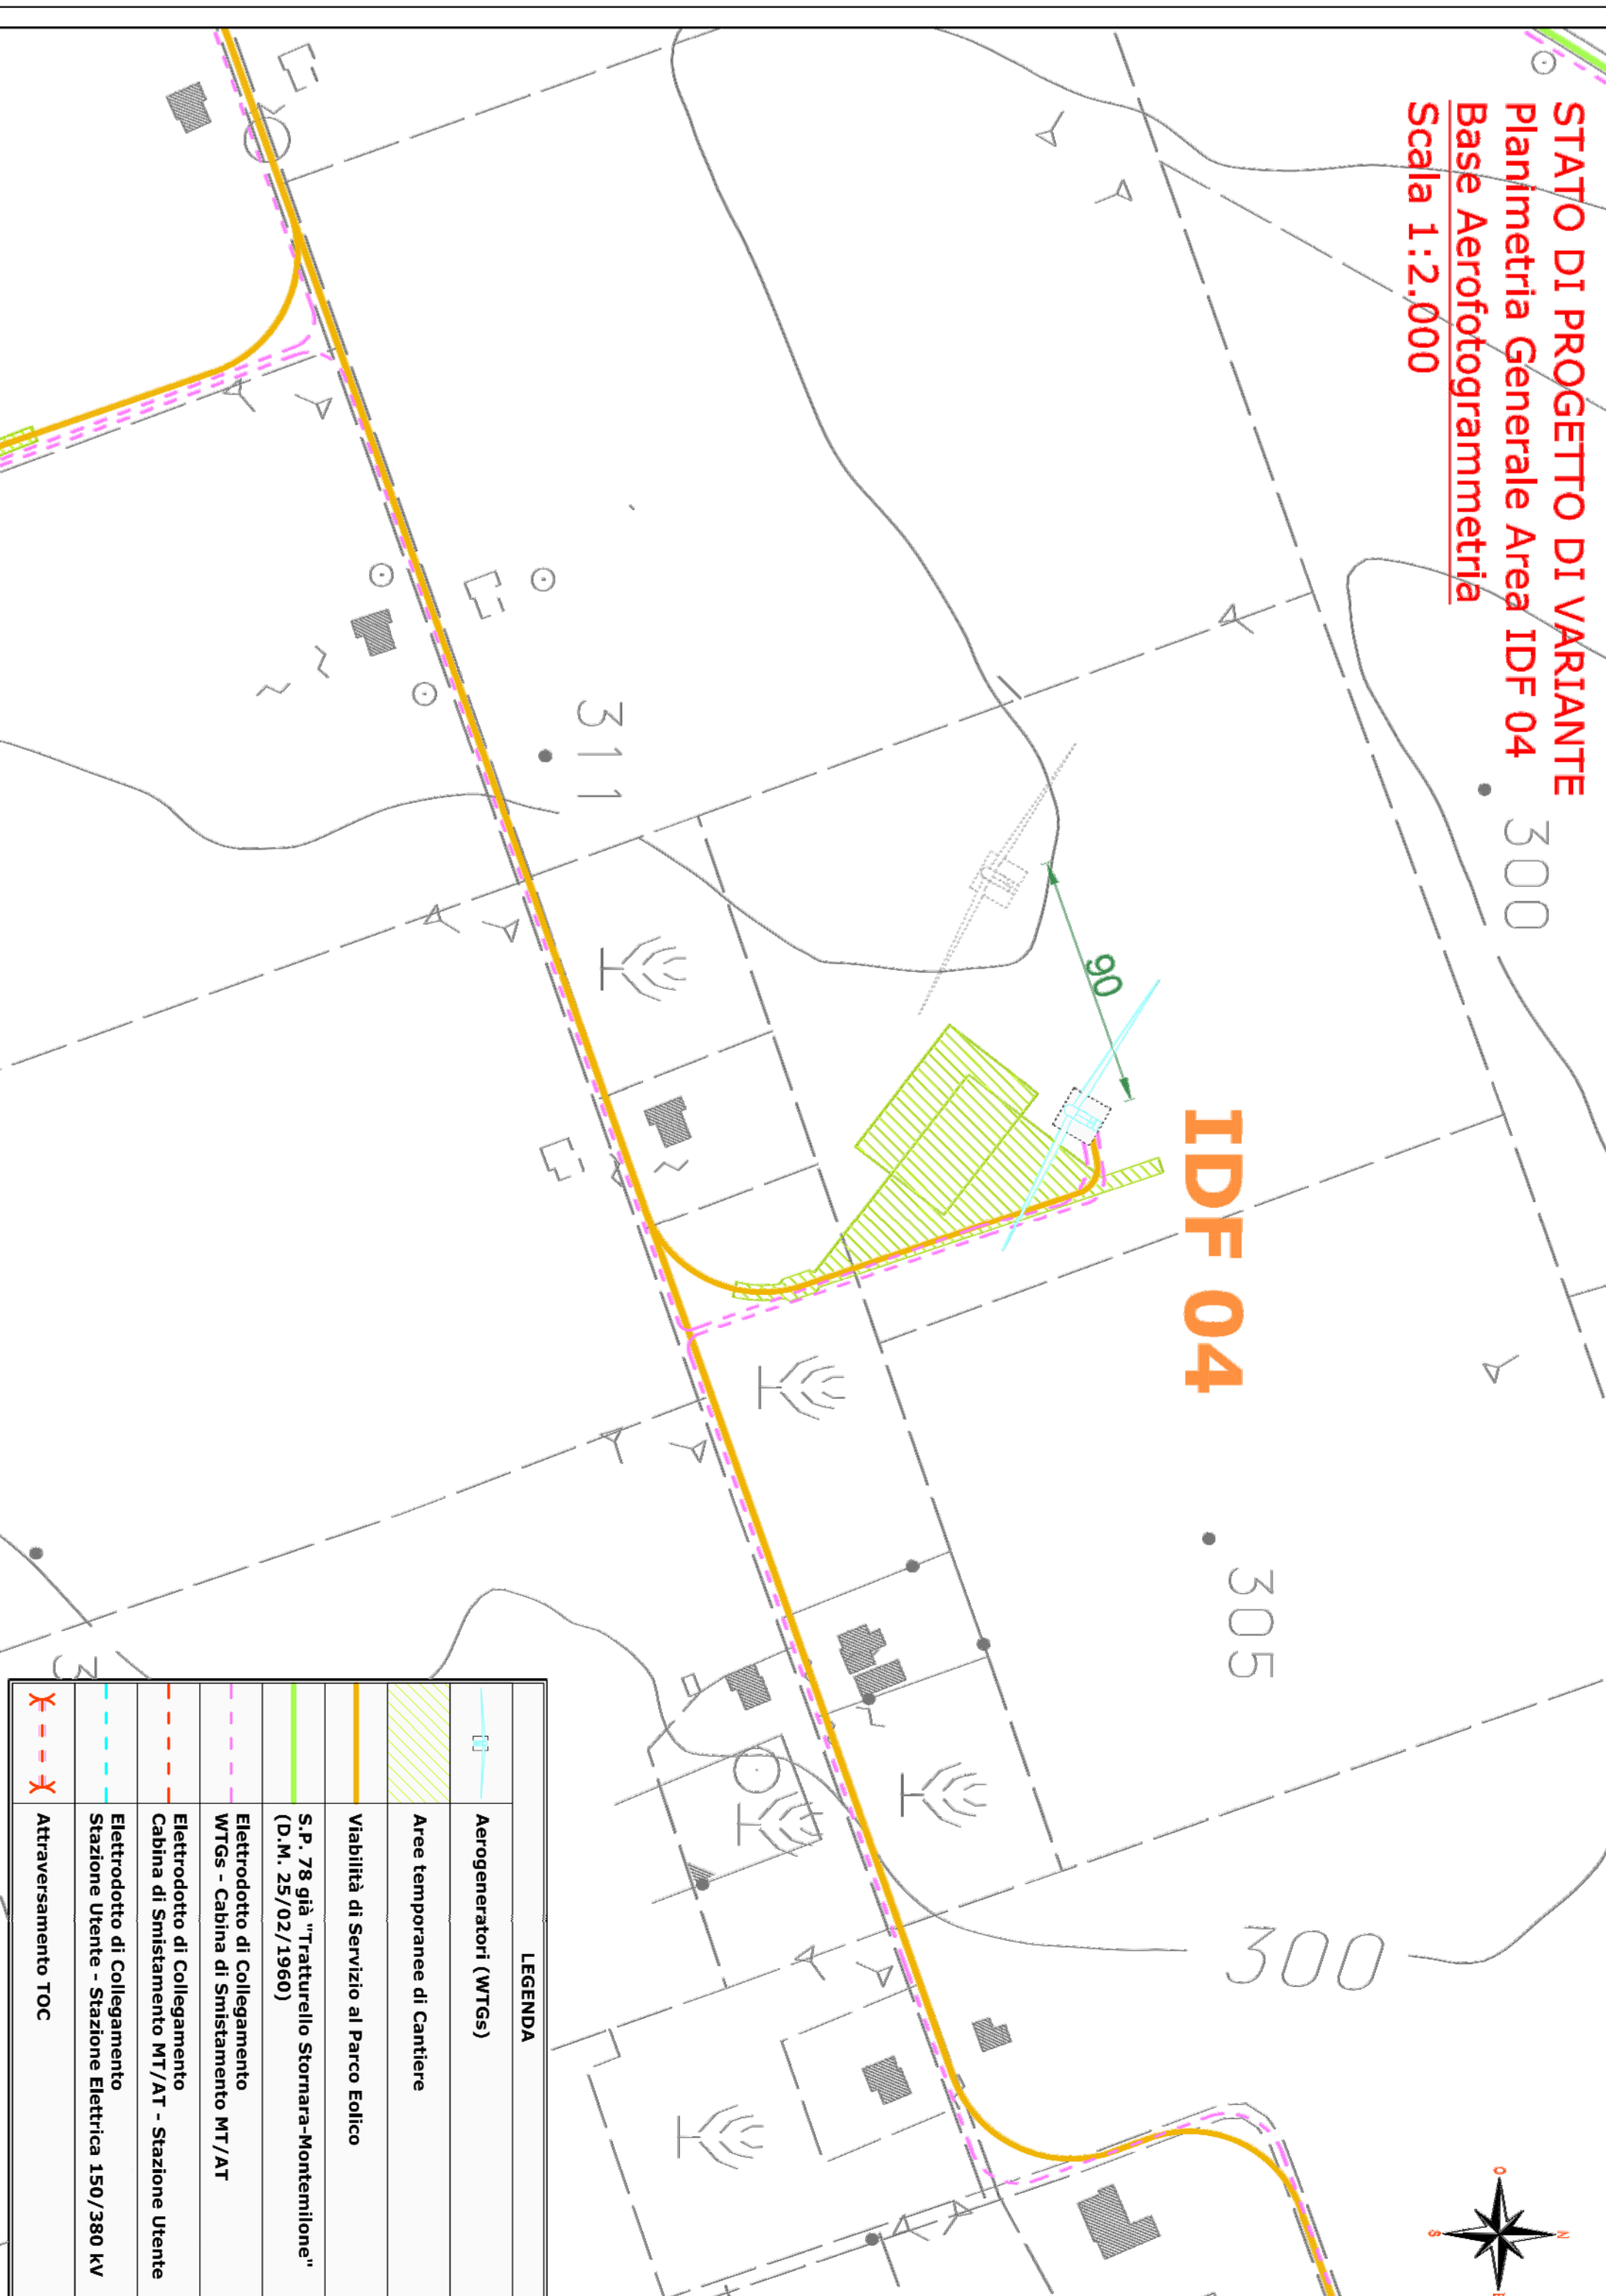 STATO DI PROGETTO DI VARIANTE
Planimetria Generale Area IDF 04
Base Aerofotogrammetria
Scala 1:2.000
300
311
90
IDF 04
305
300
3
N
O
S
LEGENDA
Aerogeneratori (WTGs)
Aree temporanee di Cantiere
Viabilità di Servizio al Parco Eolico
S.P. 78 già "Tratturello Stornara-Montemilone"
(D.M. 25/02/1960)
Elettrodotto di Collegamento
WTGs - Cabina di Smistamento MT/AT
Elettrodotto di Collegamento
Cabina di Smistamento MT/AT - Stazione Utente
Elettrodotto di Collegamento
Stazione Utente - Stazione Elettrica 150/380 kV
Attraversamento TOC